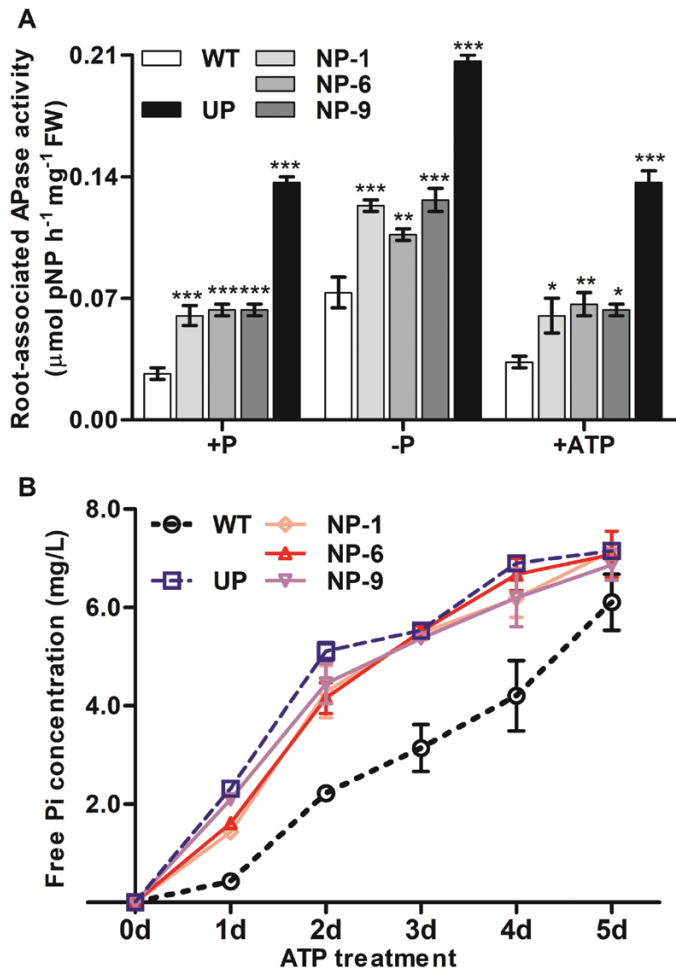 A
Root-associated APase activity
(μmol pNP h⁻¹ mg⁻¹ FW)
0.21
0.14
0.07
0.00
WT
NP-1
NP-6
UP
NP-9
***
***
***
***
***
***
**
***
***
*
**
*
***
+P
-P
+ATP
B
Free Pi concentration (mg/L)
8.0
6.0
4.0
2.0
WT
NP-1
NP-6
UP
NP-9
0d
1d
2d
3d
4d
5d
ATP treatment